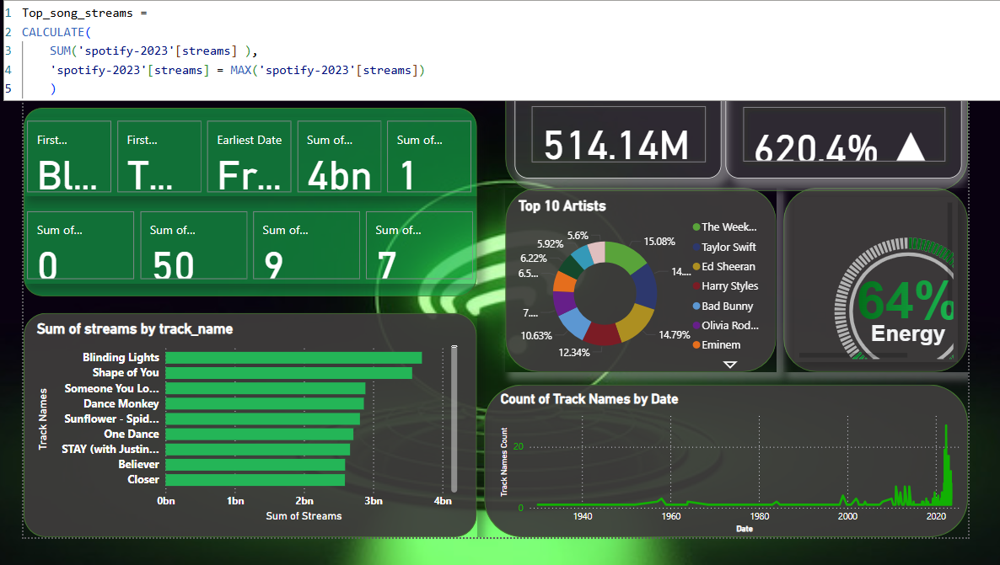 1 Top_song_streams =
2 CALCULATE(
3 SUM('spotify-2023'[streams] ),
4 'spotify-2023'[streams] = MAX('spotify-2023'[streams])
5 )
First...
Bl...
First...
T...
Earliest Date
Fr...
Sum of...
4bn
Sum of...
1
Sum of...
0
Sum of...
50
Sum of...
9
Sum of...
7
514.14M
620.4%
Top 10 Artists
5.6%
5.92%
6.22%
6.5...
7....
10.63%
12.34%
14.79%
14....
15.08%
The Week...
Taylor Swift
Ed Sheeran
Harry Styles
Bad Bunny
Olivia Rod...
Eminem
64%
Energy
Sum of streams by track_name
Track Names
Blinding Lights
Shape of You
Someone You Lo...
Dance Monkey
Sunflower - Spid...
One Dance
STAY (with Justin...
Believer
Closer
0bn 1bn 2bn 3bn 4bn
Sum of Streams
Count of Track Names by Date
Track Names Count
20
0
1940 1960 1980 2000 2020
Date